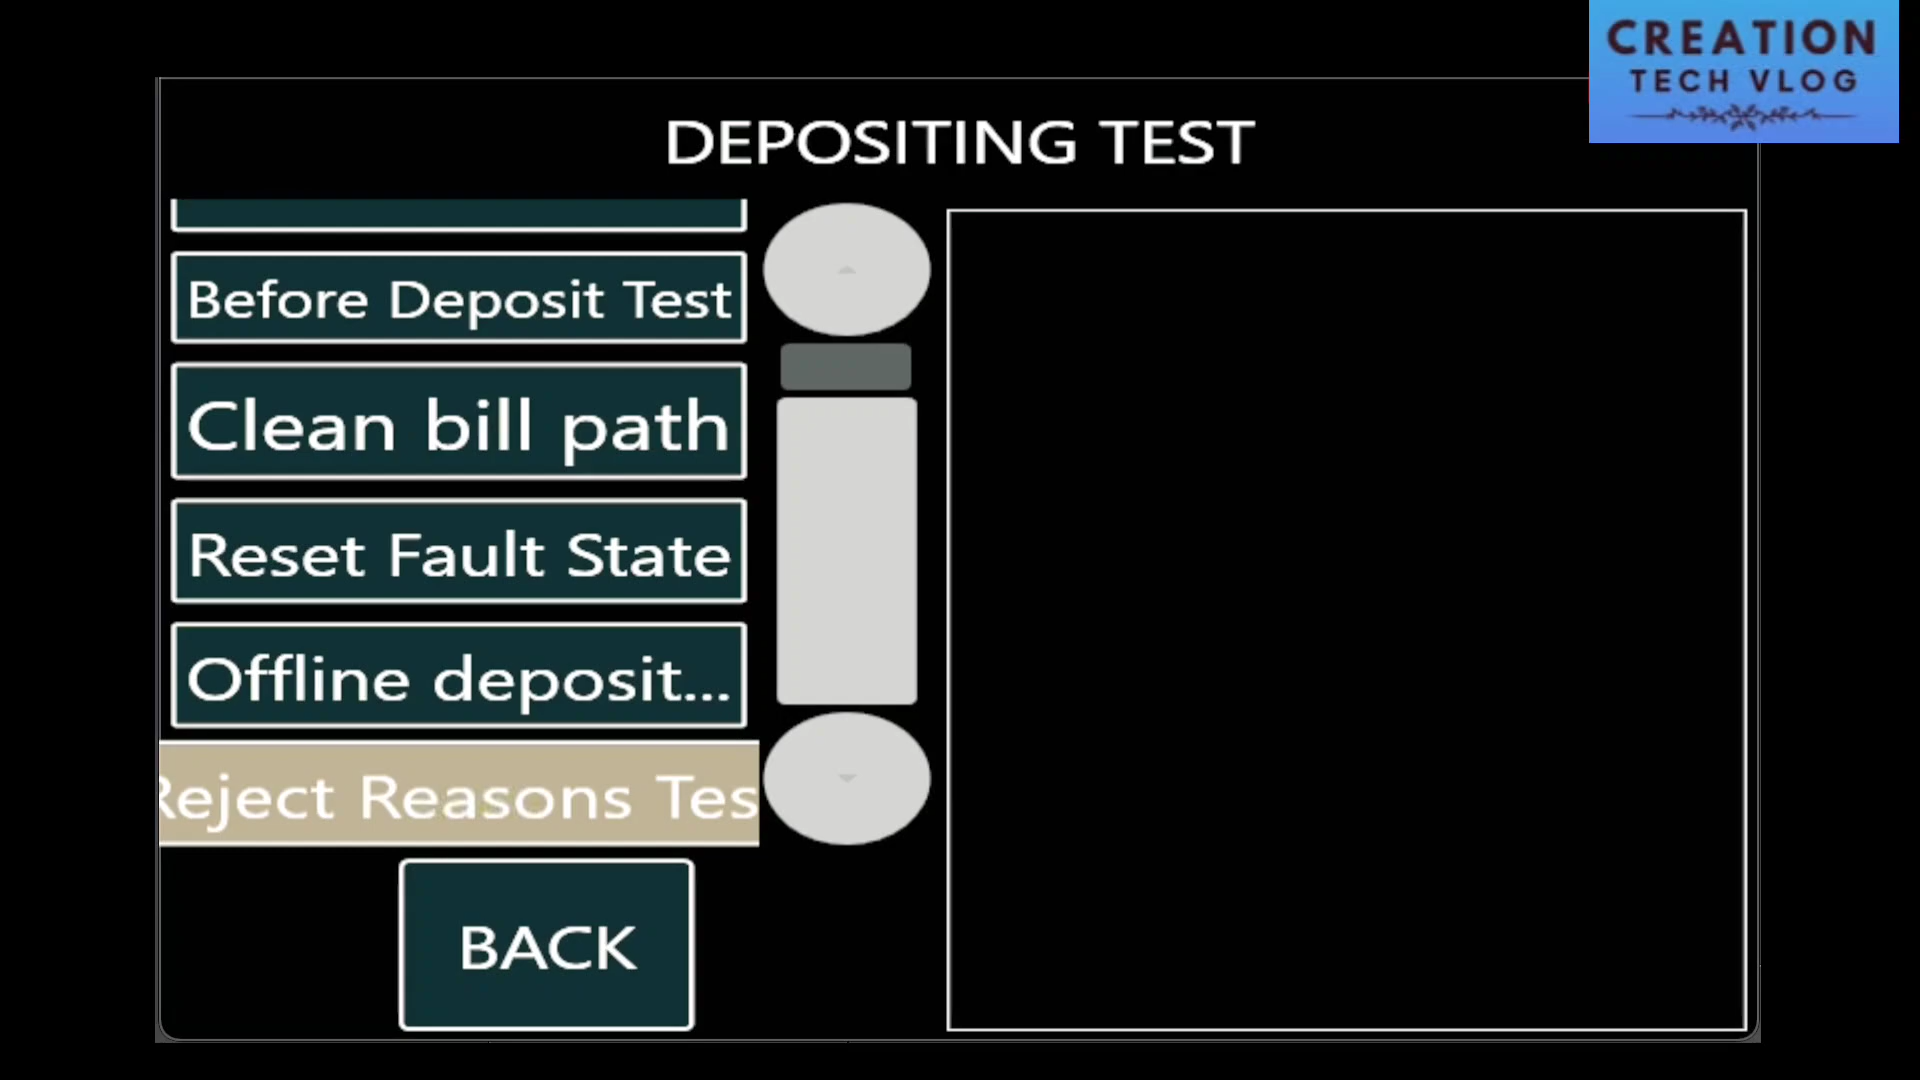 CREATION
TECH VLOG
DEPOSITING TEST
Before Deposit Test
Clean bill path
Reset Fault State
Offline deposit...
Reject Reasons Tes
BACK